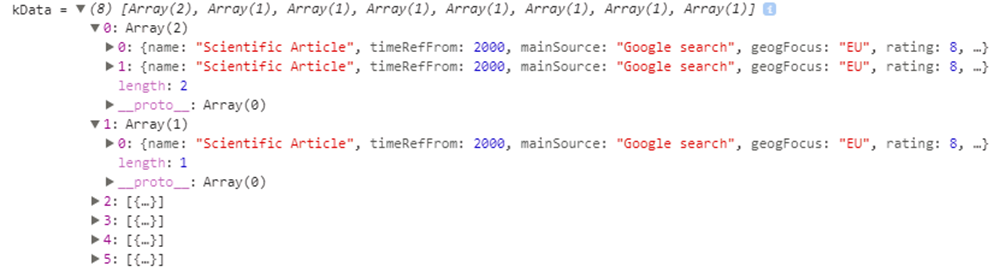 kData = ▼(8) [Array(2), Array(1), Array(1), Array(1), Array(1), Array(1), Array(1), Array(1)] i
▼0: Array(2)
▶0: {name: "Scientific Article", timeRefFrom: 2000, mainSource: "Google search", geogFocus: "EU", rating: 8, …}
▶1: {name: "Scientific Article", timeRefFrom: 2000, mainSource: "Google search", geogFocus: "EU", rating: 8, …}
length: 2
▶__proto__: Array(0)
▼1: Array(1)
▶0: {name: "Scientific Article", timeRefFrom: 2000, mainSource: "Google search", geogFocus: "EU", rating: 8, …}
length: 1
▶__proto__: Array(0)
▶2: [{…}]
▶3: [{…}]
▶4: [{…}]
▶5: [{…}]